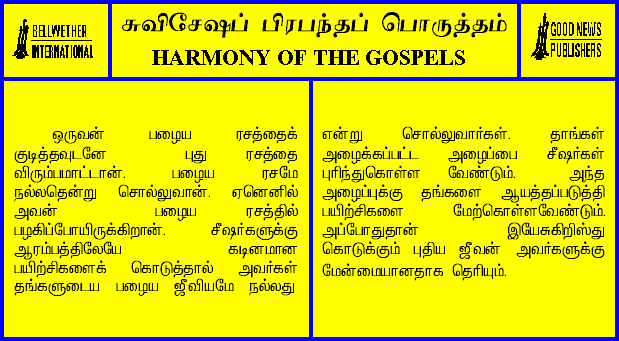 BELLWETHER
INTERNATIONAL
சுவிசேஷப் பிரபந்தப் பொருத்தம்
HARMONY OF THE GOSPELS
GOOD NEWS
PUBLISHERS
ஒருவன் பழைய ரசத்தைக்
குடித்தவுடனே புது ரசத்தை
விரும்பமாட்டான். பழைய ரசமே
நல்லதென்று சொல்லுவான். ஏனெனில்
அவன் பழைய ரசத்தில்
பழகிப்போயிருக்கிறான். சீஷர்களுக்கு
ஆரம்பத்திலேயே கடினமான
பயிற்சிகளைக் கொடுத்தால் அவர்கள்
தங்களுடைய பழைய ஜீவியமே நல்லது
என்று சொல்லுவார்கள். தாங்கள்
அழைக்கப்பட்ட அழைப்பை சீஷர்கள்
புரிந்துகொள்ள வேண்டும். அந்த
அழைப்புக்கு தங்களை ஆயத்தப்படுத்தி
பயிற்சிகளை மேற்கொள்ளவேண்டும்.
அப்போதுதான் இயேசுகிறிஸ்து
கொடுக்கும் புதிய ஜீவன் அவர்களுக்கு
மேன்மையானதாக தெரியும்.